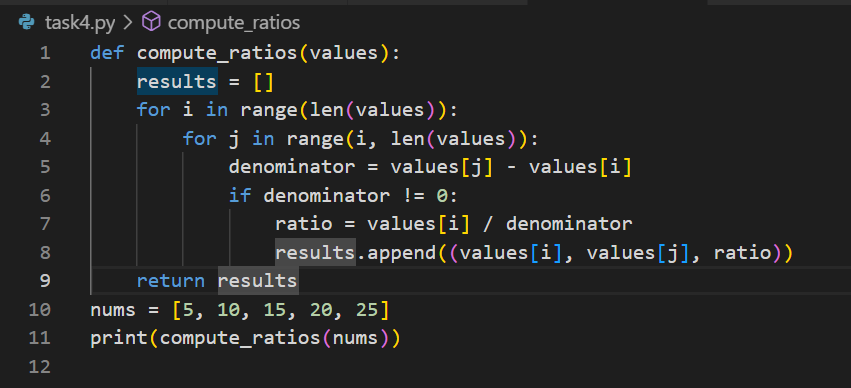 task4.py > compute_ratios
1 def compute_ratios(values):
2     results = []
3     for i in range(len(values)):
4         for j in range(i, len(values)):
5             denominator = values[j] - values[i]
6             if denominator != 0:
7                 ratio = values[i] / denominator
8                 results.append((values[i], values[j], ratio))
9     return results
10 nums = [5, 10, 15, 20, 25]
11 print(compute_ratios(nums))
12